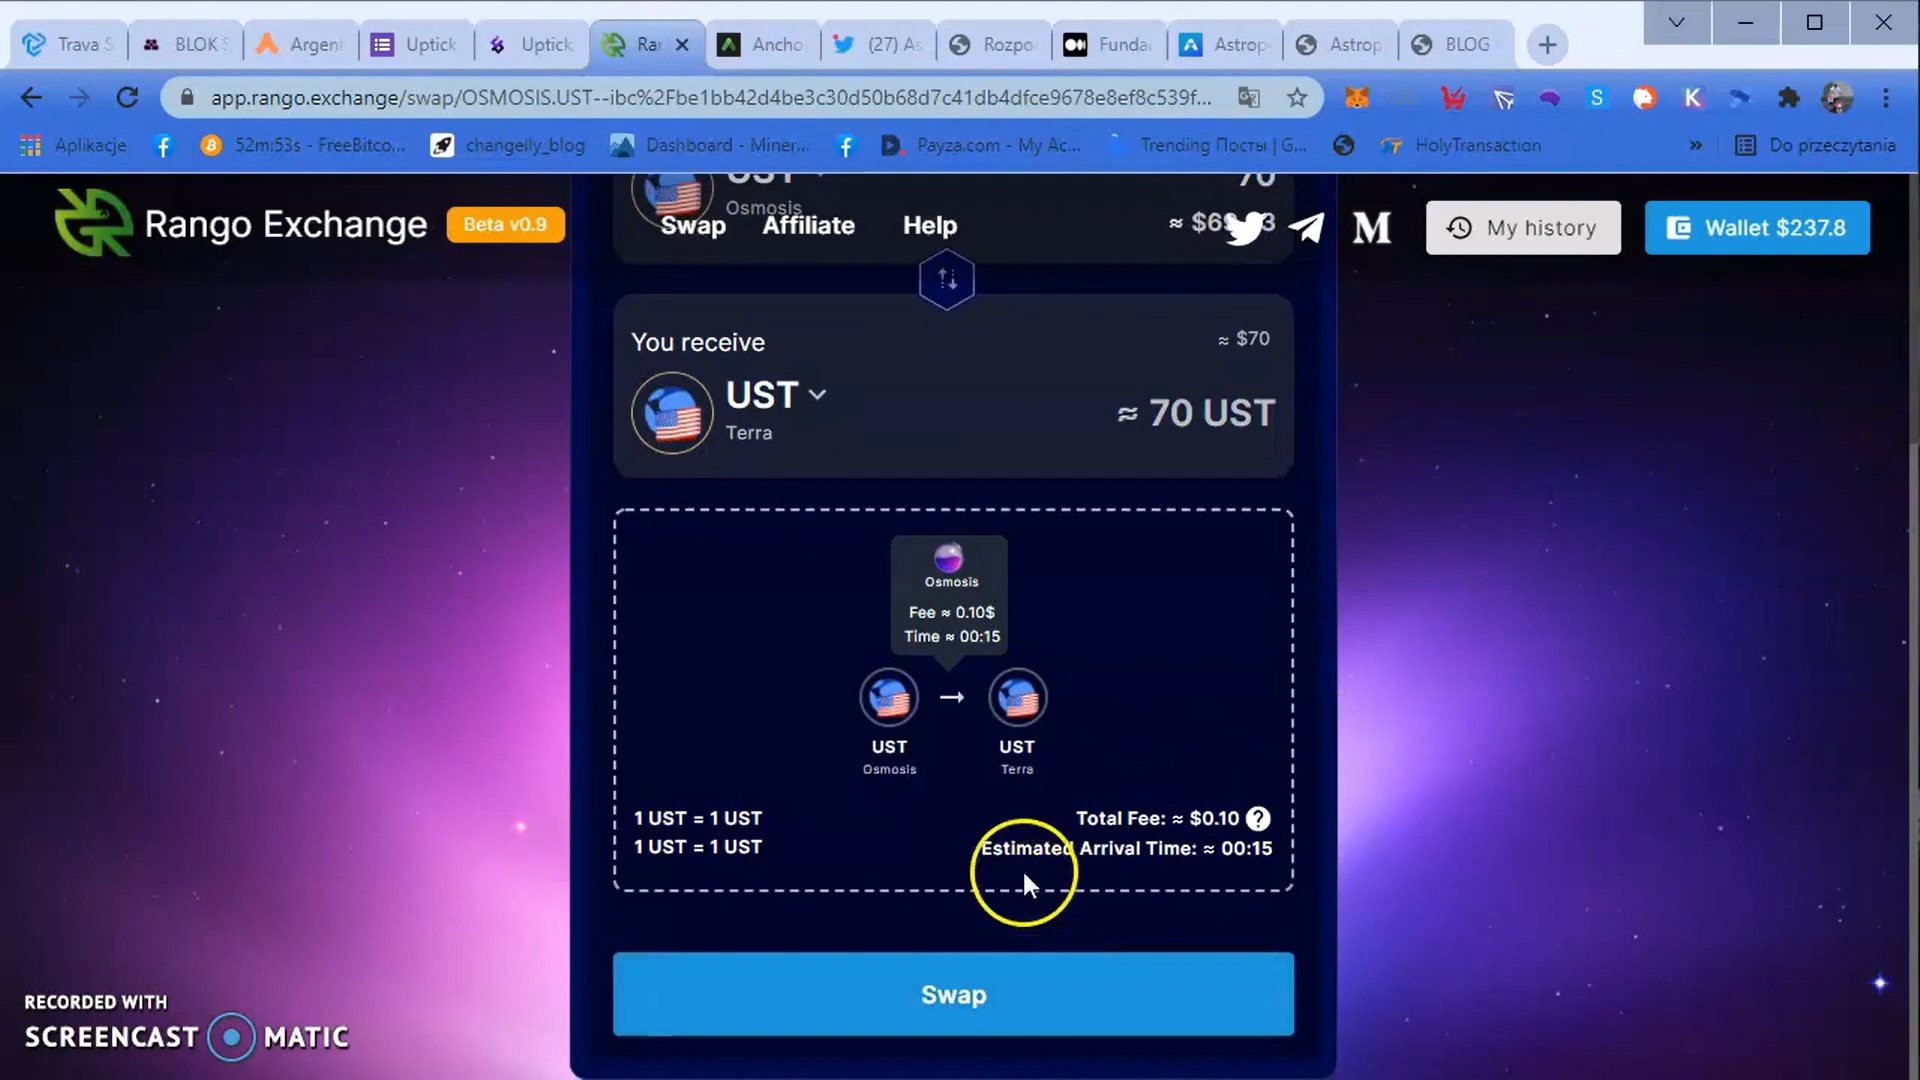 Trava S
BLOK S
Argen
Uptick
Uptick
Ran
Ancho
(27) As
Rozpo
Funda
Astrop
Astrop
BLOG
app.rango.exchange/swap/OSMOSIS.UST--ibc%2Fbe1bb42d4be3c30d50b68d7c41db4dfce9678e8ef8c539f...
Aplikacje
52m:53s - FreeBitco...
changelly_blog
Dashboard - Miner...
Payza.com - My Ac...
Trending Посты | G...
HolyTransaction
»
Do przeczytania
Rango Exchange
Beta v0.9
Swap
Affiliate
Help
My history
Wallet $237.8
UST
Osmosis
70
You receive
≈ $70
UST
Terra
≈ 70 UST
Osmosis
Fee ≈ 0.10$
Time ≈ 00:15
UST
Osmosis
UST
Terra
1 UST = 1 UST
1 UST = 1 UST
Total Fee: ≈ $0.10 ?
Estimated Arrival Time: ≈ 00:15
Swap
RECORDED WITH
SCREENCAST MATIC